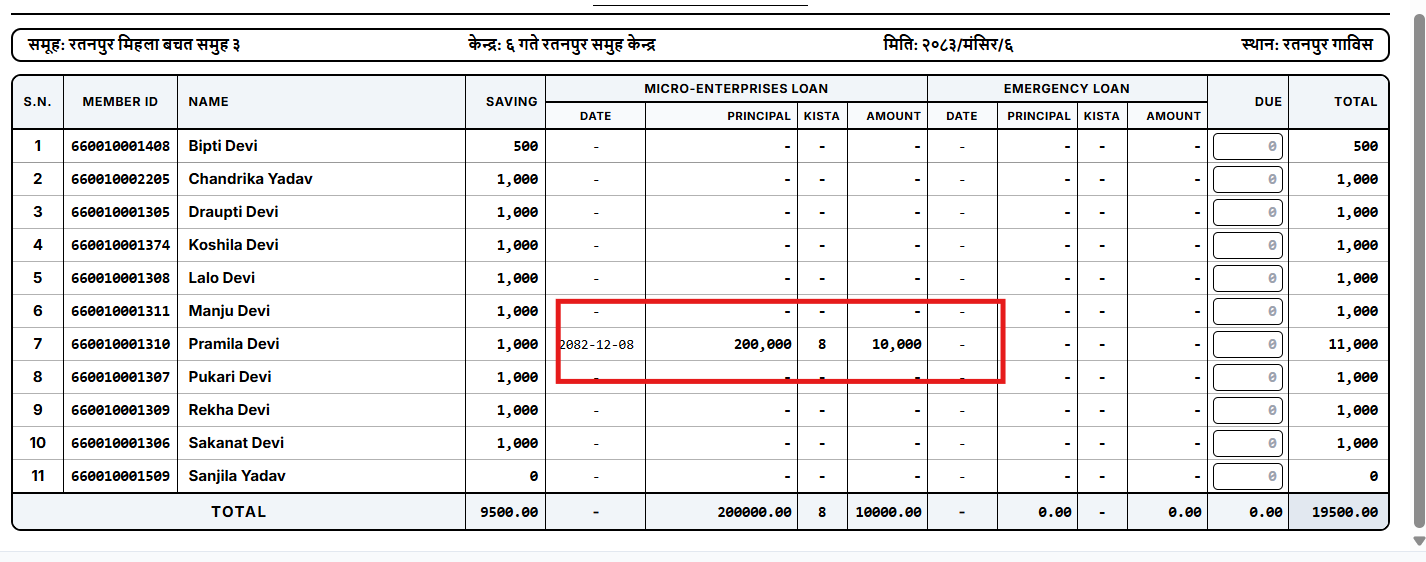 समूह: रतनपुर मिहला बचत समुह ३ केन्द्र: ६ गते रतनपुर समुह केन्द्र मिति: २०८३/मंसिर/६ स्थान: रतनपुर गाविस
S.N. MEMBER ID NAME SAVING MICRO-ENTERPRISES LOAN EMERGENCY LOAN DUE TOTAL
DATE PRINCIPAL KISTA AMOUNT DATE PRINCIPAL KISTA AMOUNT
1 660010001408 Bipti Devi 500 - - - - - - - - 0 500
2 660010002205 Chandrika Yadav 1,000 - - - - - - - - 0 1,000
3 660010001305 Draupti Devi 1,000 - - - - - - - - 0 1,000
4 660010001374 Koshila Devi 1,000 - - - - - - - - 0 1,000
5 660010001308 Lalo Devi 1,000 - - - - - - - - 0 1,000
6 660010001311 Manju Devi 1,000 - - - - - - - - 0 1,000
7 660010001310 Pramila Devi 1,000 2082-12-08 200,000 8 10,000 - - - - 0 11,000
8 660010001307 Pukari Devi 1,000 - - - - - - - - 0 1,000
9 660010001309 Rekha Devi 1,000 - - - - - - - - 0 1,000
10 660010001306 Sakanat Devi 1,000 - - - - - - - - 0 1,000
11 660010001509 Sanjila Yadav 0 - - - - - - - - 0 0
TOTAL 9500.00 - 200000.00 8 10000.00 - 0.00 - 0.00 0.00 19500.00